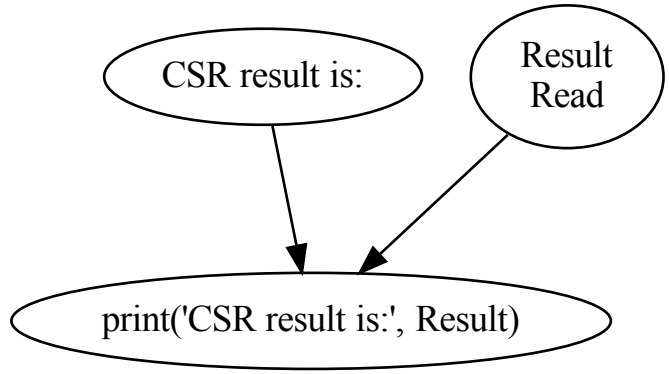 CSR result is:
Result
Read
print('CSR result is:', Result)